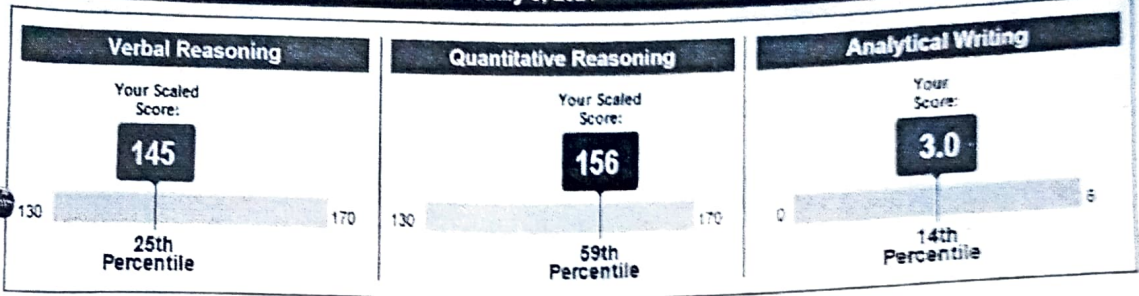 Verbal Reasoning
Your Scaled
Score:
145
130
170
25th
Percentile
Quantitative Reasoning
Your Scaled
Score:
156
130
170
59th
Percentile
Analytical Writing
Your
Score:
3.0
0
6
14th
Percentile